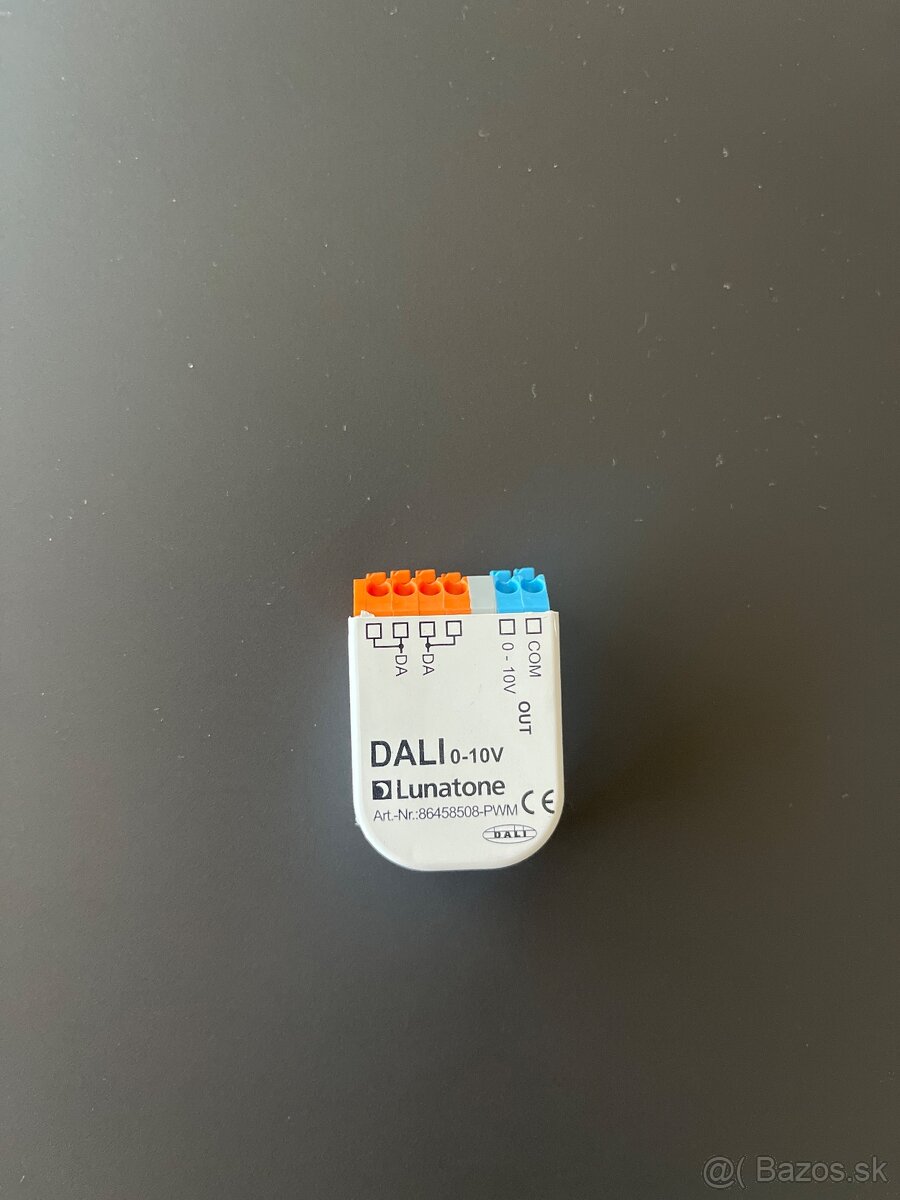 DA
DA
0 - 10V
COM
OUT
DALI 0-10V
Lunatone
Art.-Nr.:86458508-PWM CE
DALI
@( Bazos.sk